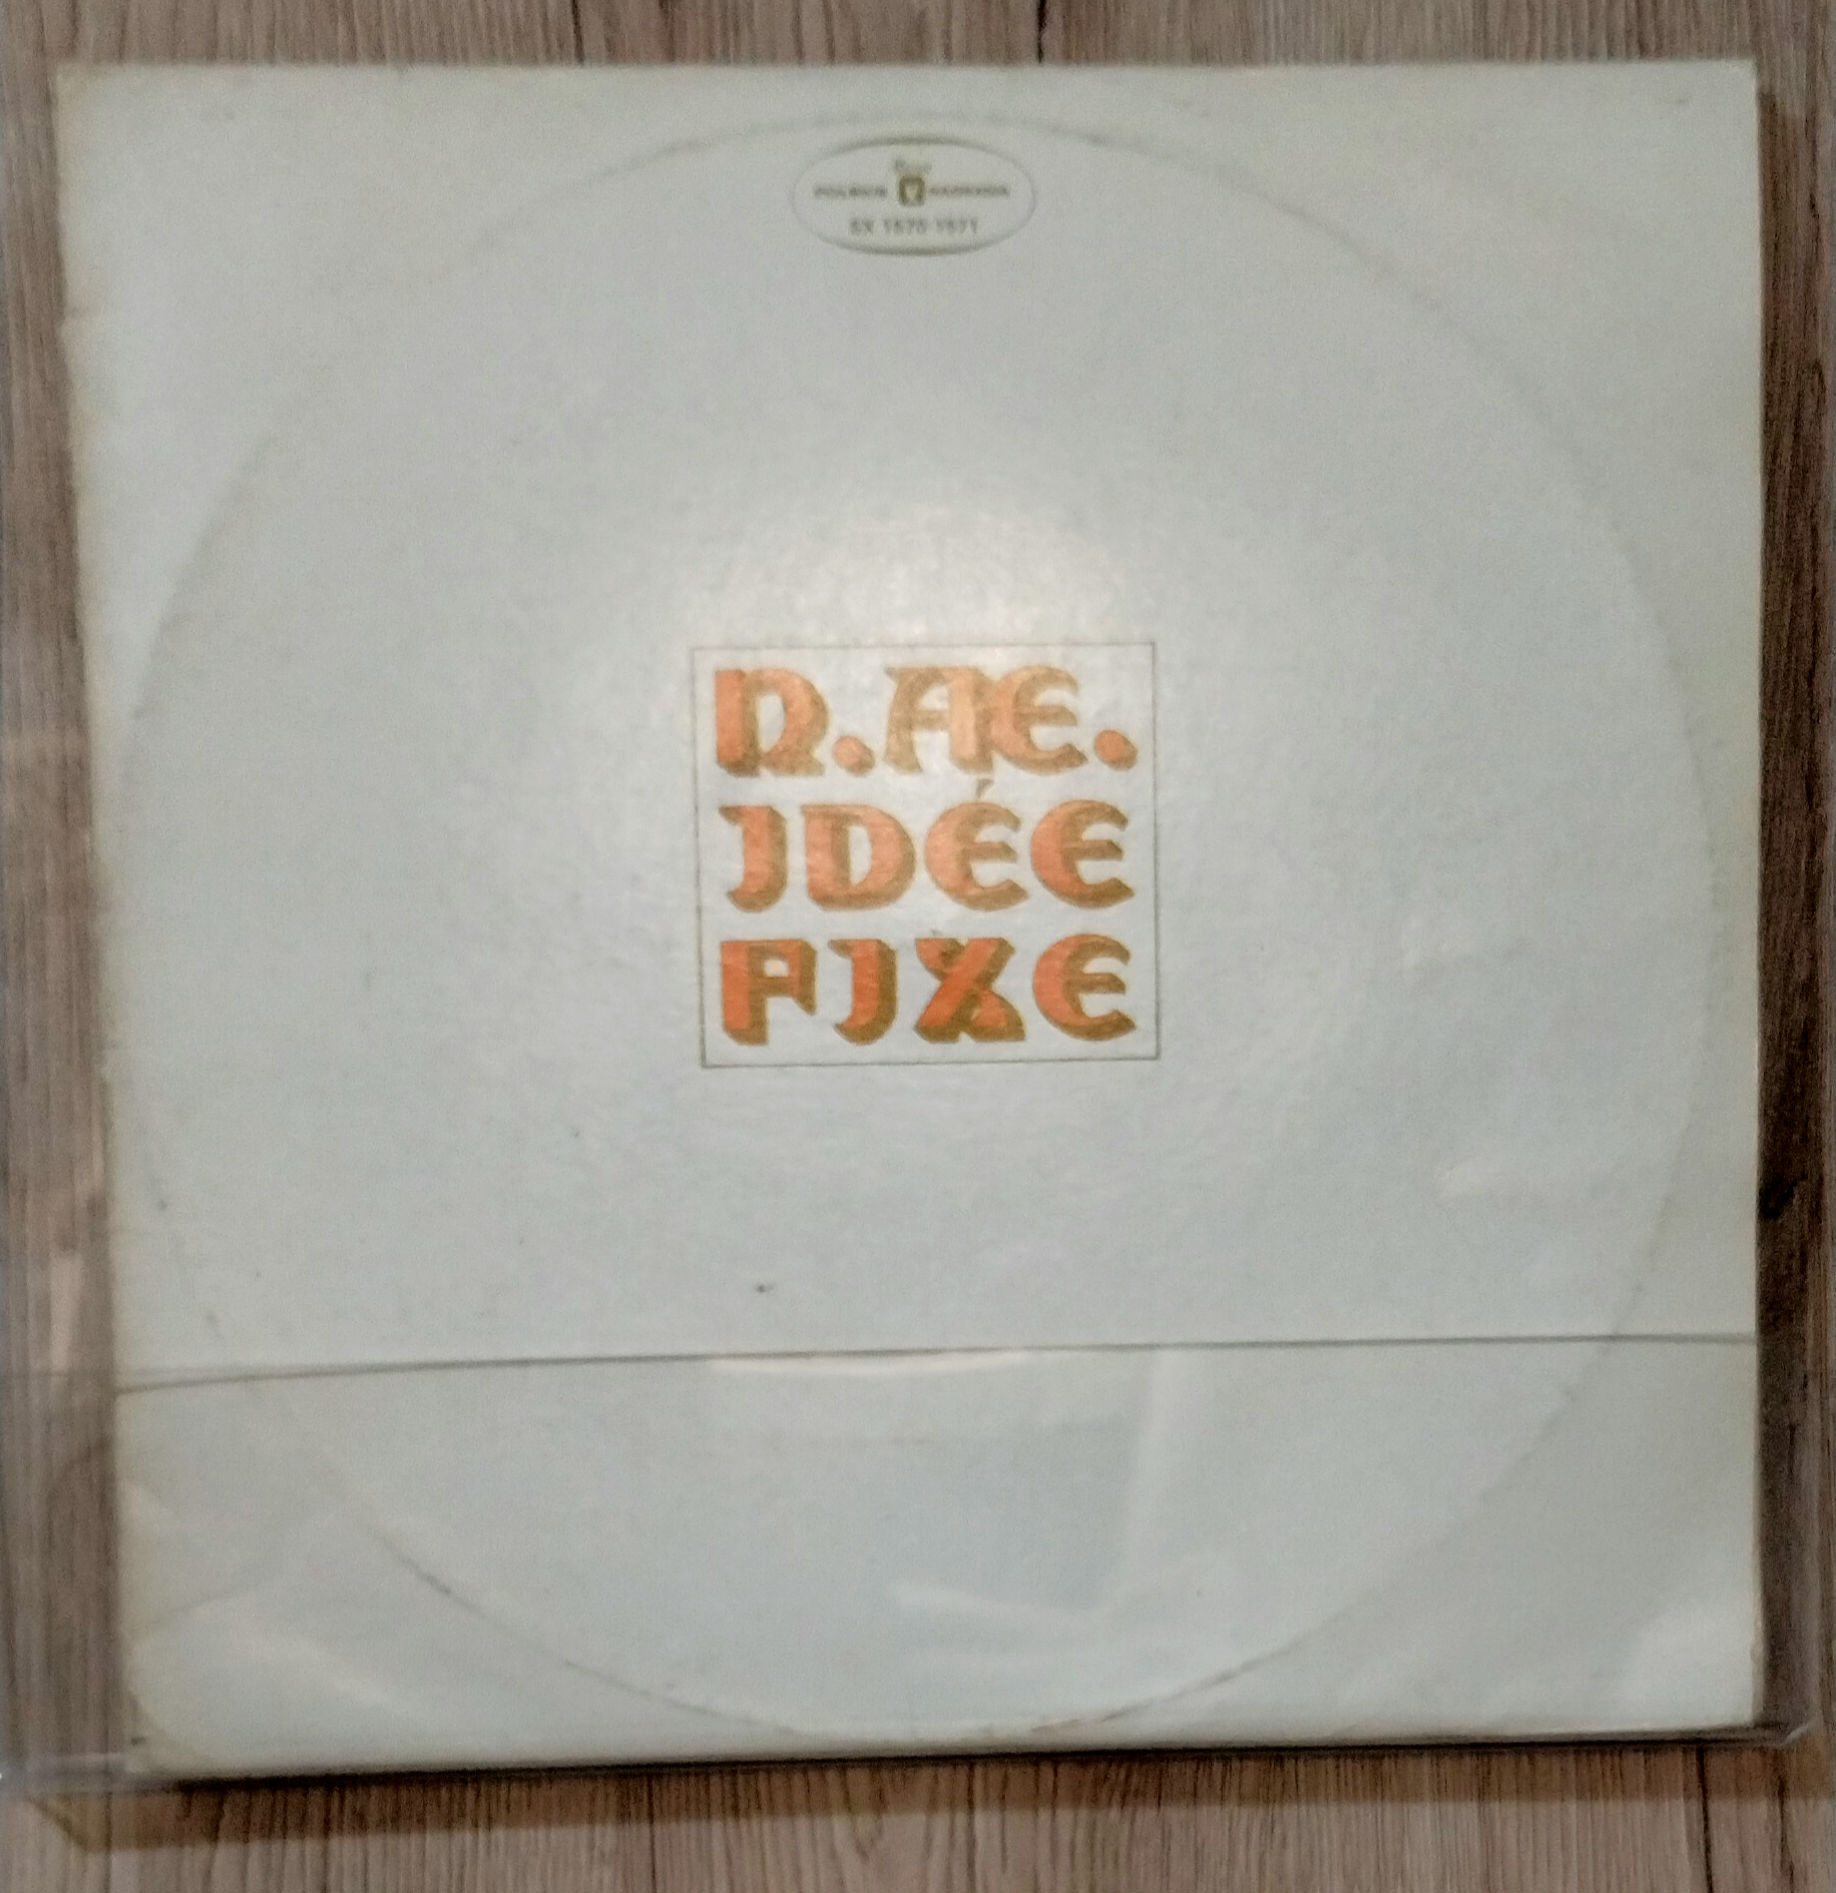 POLSKIE NAGRANIA
SX 1570-1571
N.AE.
IDÉE
FIXE